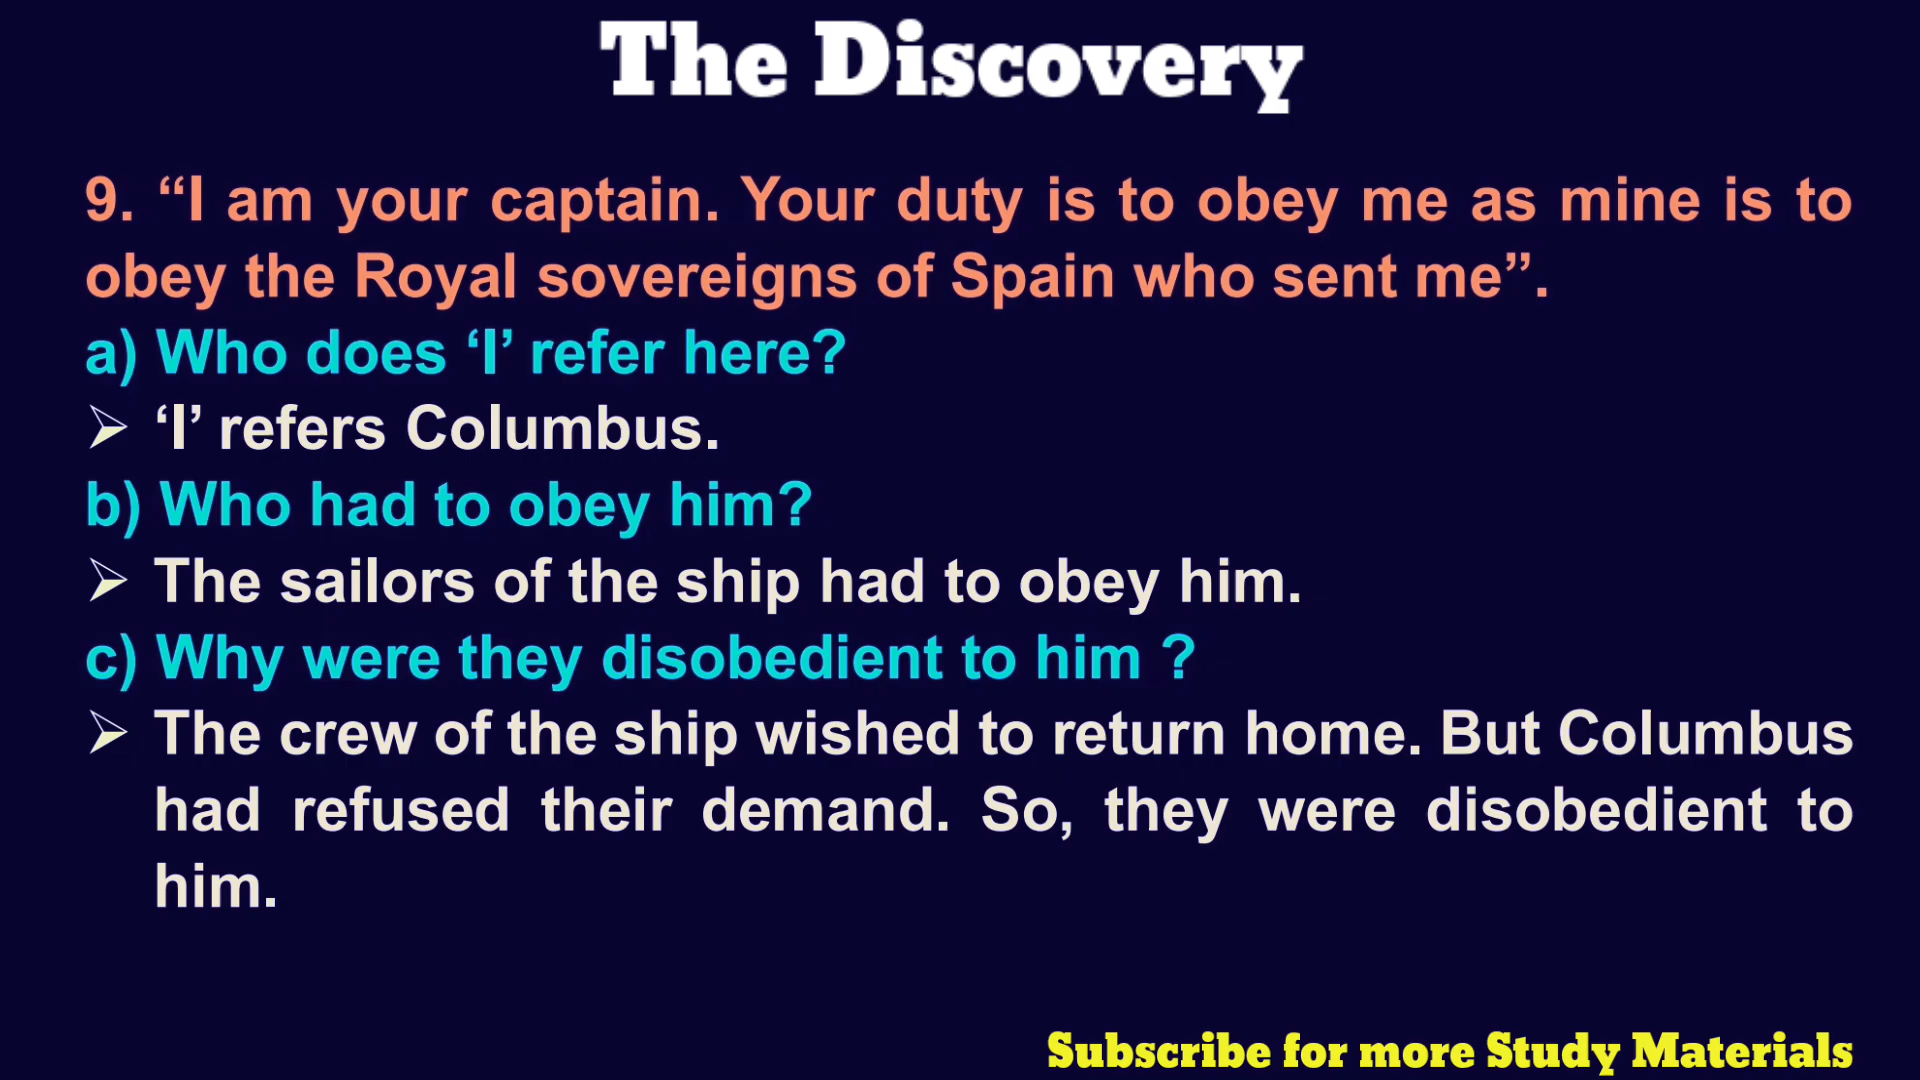 The Discovery
9. “I am your captain. Your duty is to obey me as mine is to
obey the Royal sovereigns of Spain who sent me”.
a) Who does ‘I’ refer here?
➢ ‘I’ refers Columbus.
b) Who had to obey him?
➢ The sailors of the ship had to obey him.
c) Why were they disobedient to him ?
➢ The crew of the ship wished to return home. But Columbus
had refused their demand. So, they were disobedient to
him.
Subscribe for more Study Materials